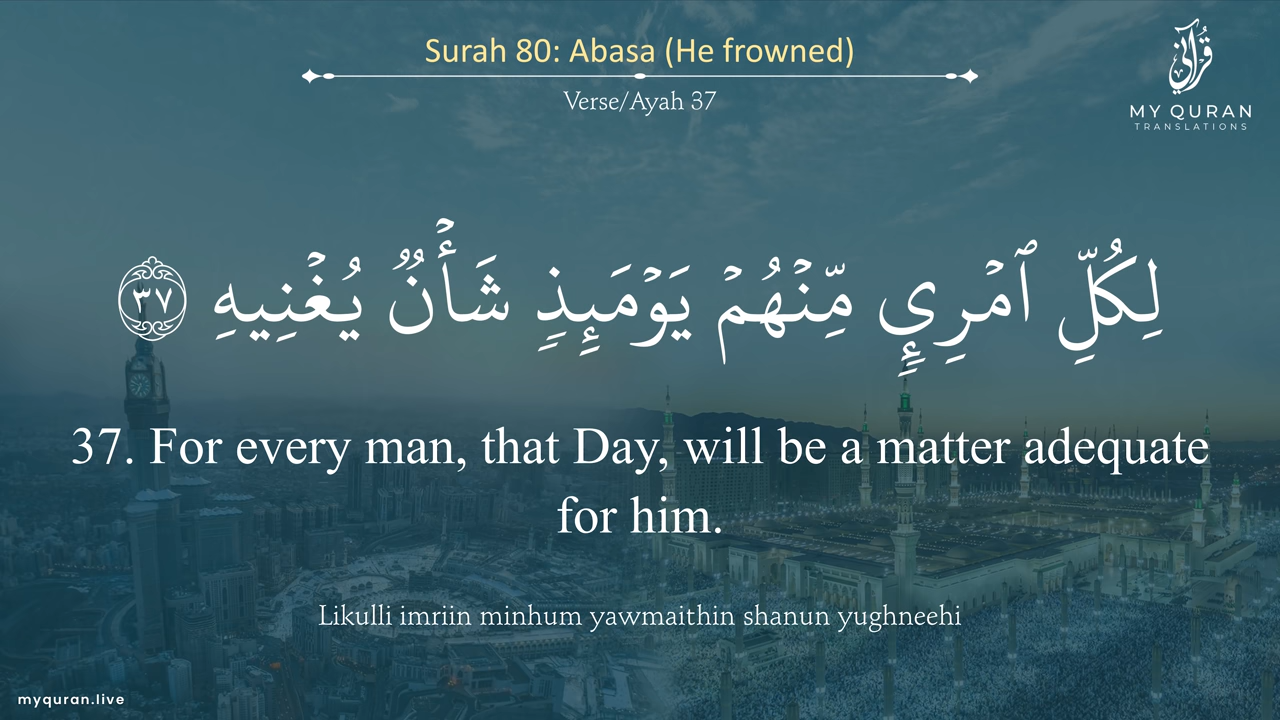 Surah 80: Abasa (He frowned)
Verse/Ayah 37
قرآني
MY QURAN
TRANSLATIONS
لِكُلِّ ٱمْرِئٍ مِّنْهُمْ يَوْمَئِذٍ شَأْنٌ يُغْنِيهِ ٣٧
37. For every man, that Day, will be a matter adequate
for him.
Likulli imriin minhum yawmaithin shanun yughneehi
myquran.live